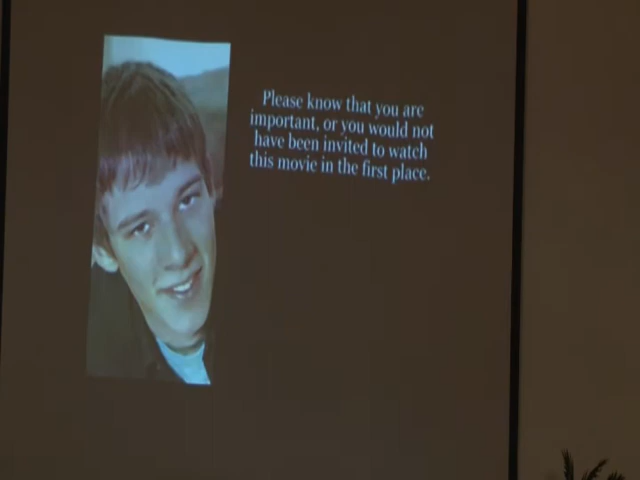 Please know that you are
important, or you would not
have been invited to watch
this movie in the first place.